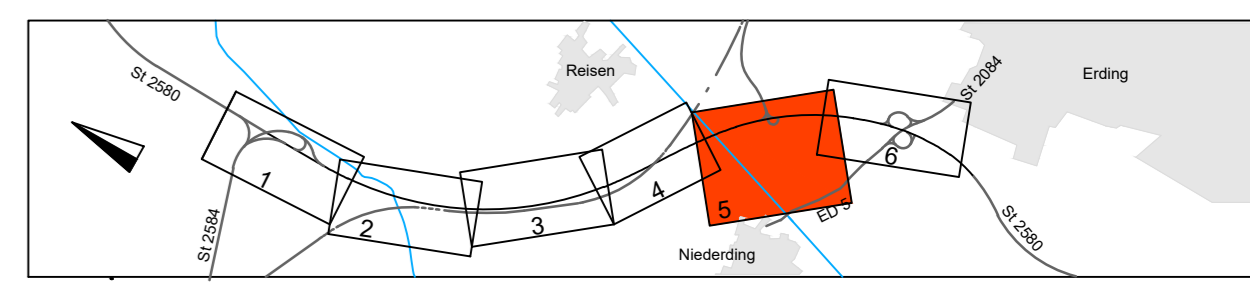 St 2580
Reisen
St 2084
Erding
1
St 2584
2
3
4
5
ED 5
6
Niederding
St 2580